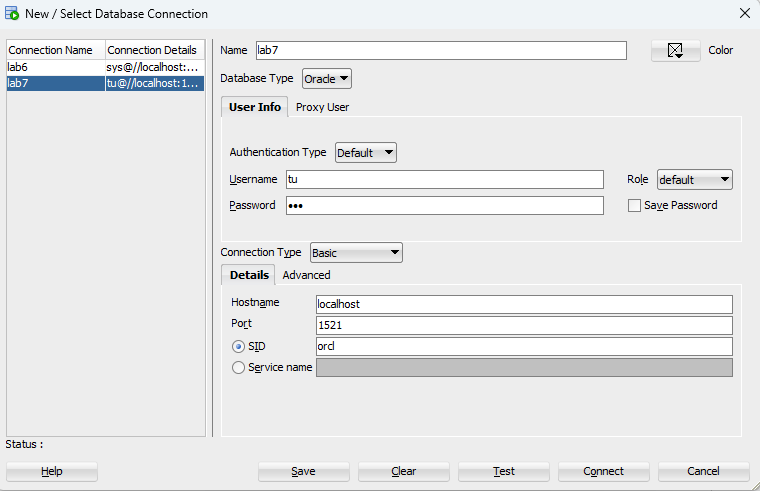 New / Select Database Connection
Connection Name Connection Details
lab6 sys@//localhost:...
lab7 tu@//localhost:1...
Name lab7 Color
Database Type Oracle
User Info Proxy User
Authentication Type Default
Username tu Role default
Password ••• Save Password
Connection Type Basic
Details Advanced
Hostname localhost
Port 1521
SID orcl
Service name
Status :
Help Save Clear Test Connect Cancel